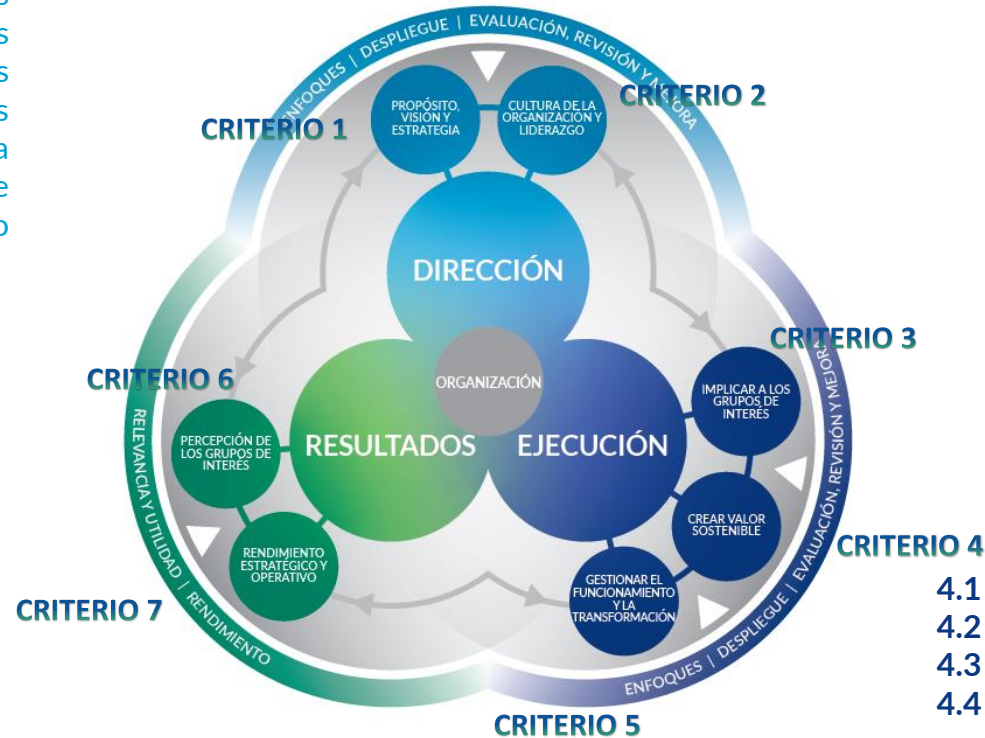 s
s
s
s
a
e
o
ENFOQUES | DESPLIEGUE | EVALUACIÓN, REVISIÓN Y MEJORA
CRITERIO 1
PROPÓSITO,
VISIÓN Y
ESTRATEGIA
CULTURA DE LA
ORGANIZACIÓN Y
LIDERAZGO
CRITERIO 2
DIRECCIÓN
ORGANIZACIÓN
RESULTADOS
EJECUCIÓN
CRITERIO 3
IMPLICAR A LOS
GRUPOS DE
INTERÉS
CREAR VALOR
SOSTENIBLE
CRITERIO 4
4.1
4.2
4.3
4.4
GESTIONAR EL
FUNCIONAMIENTO
Y LA
TRANSFORMACIÓN
ENFOQUES | DESPLIEGUE | EVALUACIÓN, REVISIÓN Y MEJORA
CRITERIO 5
CRITERIO 6
PERCEPCIÓN DE
LOS GRUPOS DE
INTERÉS
RENDIMIENTO
ESTRATÉGICO Y
OPERATIVO
CRITERIO 7
RELEVANCIA Y UTILIDAD | RENDIMIENTO